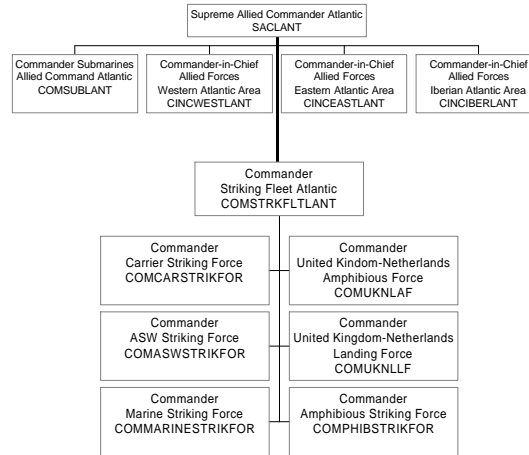 Supreme Allied Commander Atlantic
SACLANT
Commander Submarines
Allied Command Atlantic
COMSUBLANT
Commander-in-Chief
Allied Forces
Western Atlantic Area
CINCWESTLANT
Commander-in-Chief
Allied Forces
Eastern Atlantic Area
CINCEASTLANT
Commander-in-Chief
Allied Forces
Iberian Atlantic Area
CINCIBERLANT
Commander
Striking Fleet Atlantic
COMSTRKFLTLANT
Commander
Carrier Striking Force
COMCARSTRIKFOR
Commander
United Kindom-Netherlands
Amphibious Force
COMUKNLAF
Commander
ASW Striking Force
COMASWSTRIKFOR
Commander
United Kingdom-Netherlands
Landing Force
COMUKNLLF
Commander
Marine Striking Force
COMMARINESTRIKFOR
Commander
Amphibious Striking Force
COMPHIBSTRIKFOR